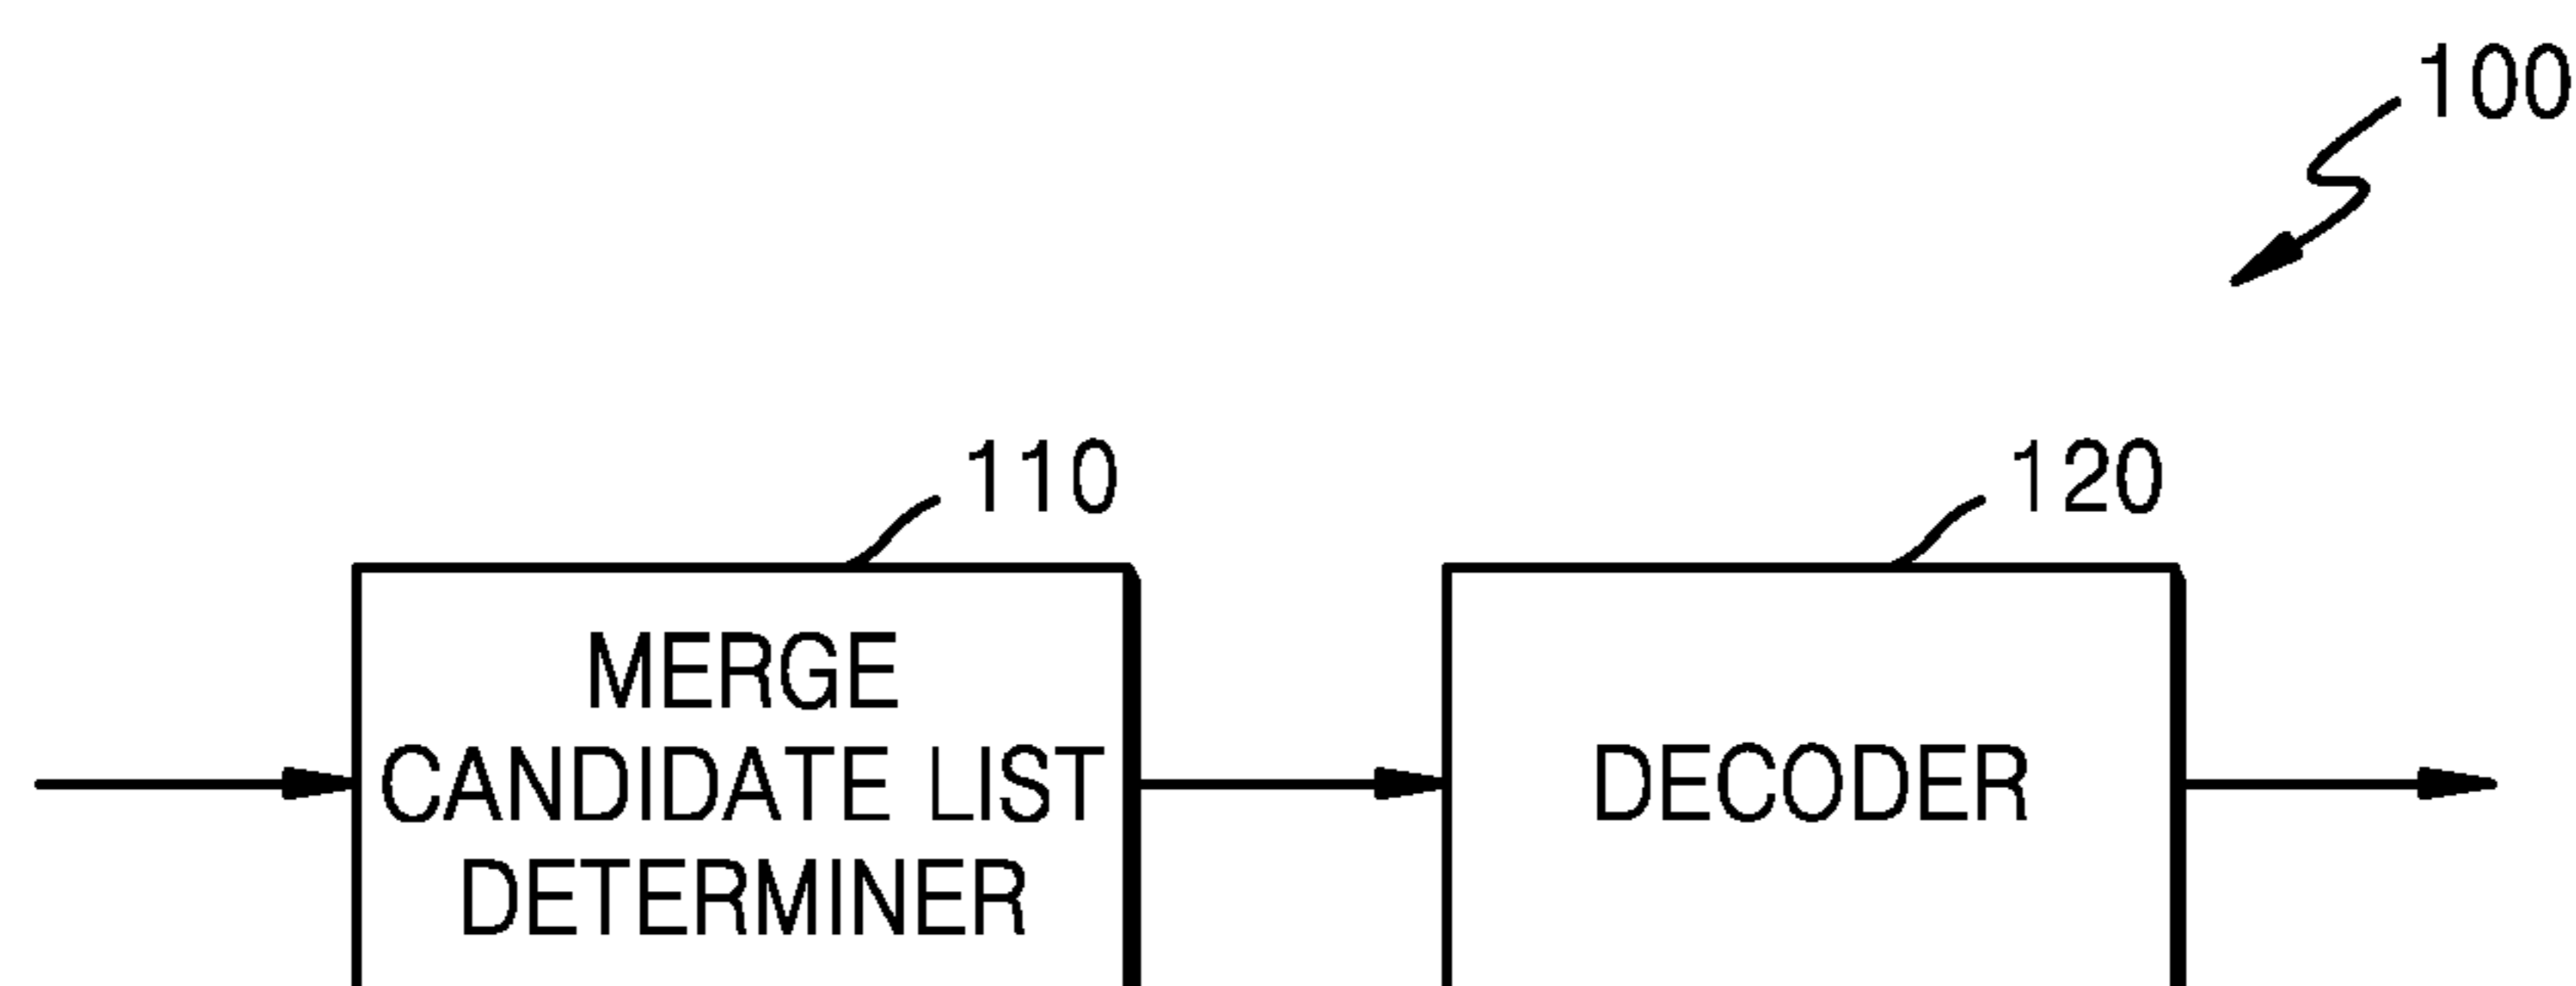 100
110
120
MERGE
CANDIDATE LIST
DETERMINER
DECODER